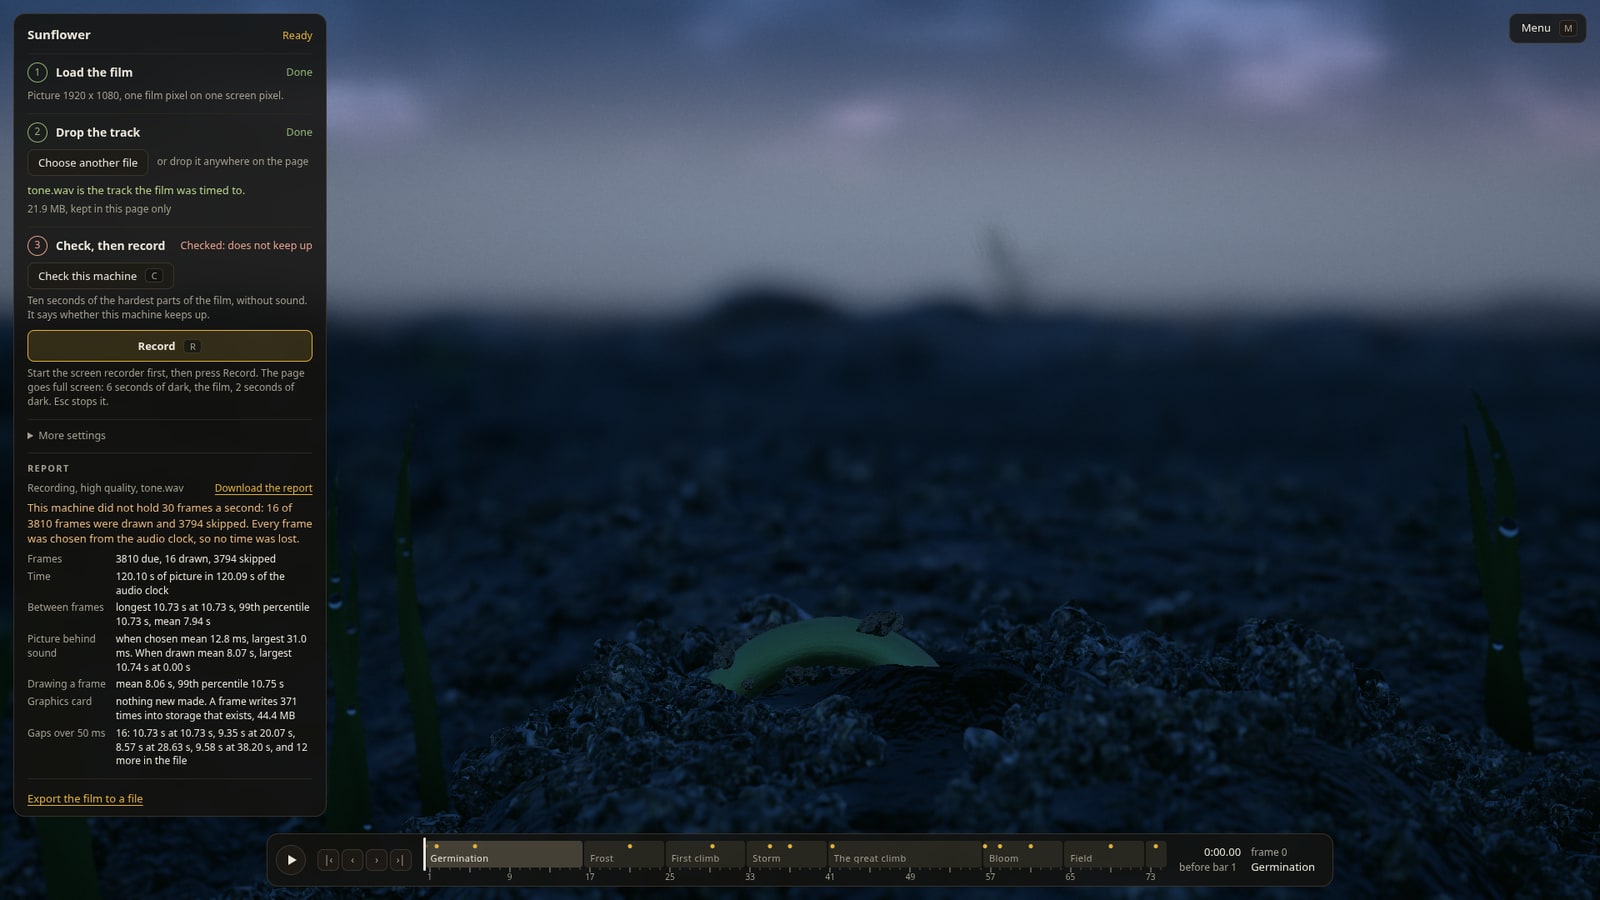 Sunflower
Ready
1 Load the film Done
Picture 1920 x 1080, one film pixel on one screen pixel.
2 Drop the track Done
Choose another file or drop it anywhere on the page
tone.wav is the track the film was timed to.
21.9 MB, kept in this page only
3 Check, then record Checked: does not keep up
Check this machine C
Ten seconds of the hardest parts of the film, without sound.
It says whether this machine keeps up.
Record R
Start the screen recorder first, then press Record. The page
goes full screen: 6 seconds of dark, the film, 2 seconds of
dark. Esc stops it.
More settings
REPORT
Recording, high quality, tone.wav Download the report
This machine did not hold 30 frames a second: 16 of
3810 frames were drawn and 3794 skipped. Every frame
was chosen from the audio clock, so no time was lost.
Frames 3810 due, 16 drawn, 3794 skipped
Time 120.10 s of picture in 120.09 s of the
audio clock
Between frames longest 10.73 s at 10.73 s, 99th percentile
10.73 s, mean 7.94 s
Picture behind when chosen mean 12.8 ms, largest 31.0
sound ms. When drawn mean 8.07 s, largest
10.74 s at 0.00 s
Drawing a frame mean 8.06 s, 99th percentile 10.75 s
Graphics card nothing new made. A frame writes 371
times into storage that exists, 44.4 MB
Gaps over 50 ms 16: 10.73 s at 10.73 s, 9.35 s at 20.07 s,
8.57 s at 28.63 s, 9.58 s at 38.20 s, and 12
more in the file
Export the film to a file
Menu M
Germination Frost First climb Storm The great climb Bloom Field
1 9 17 25 33 41 49 57 65 73
0:00.00 frame 0
before bar 1 Germination